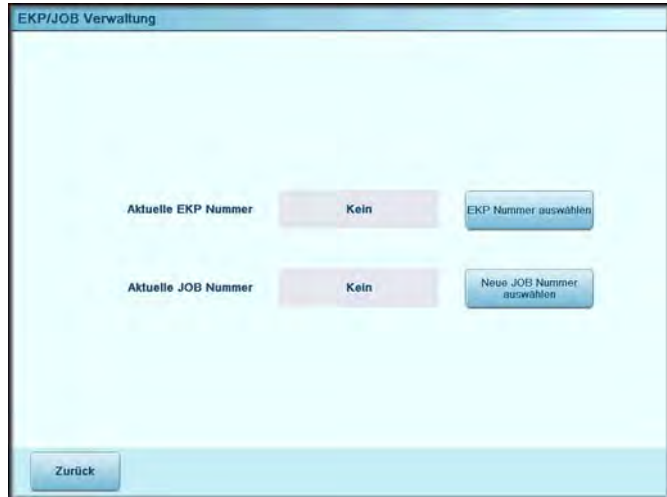 EKP/JOB Verwaltung
Aktuelle EKP Nummer Kein EKP Nummer auswählen
Aktuelle JOB Nummer Kein Neue JOB Nummer
auswählen
Zurück